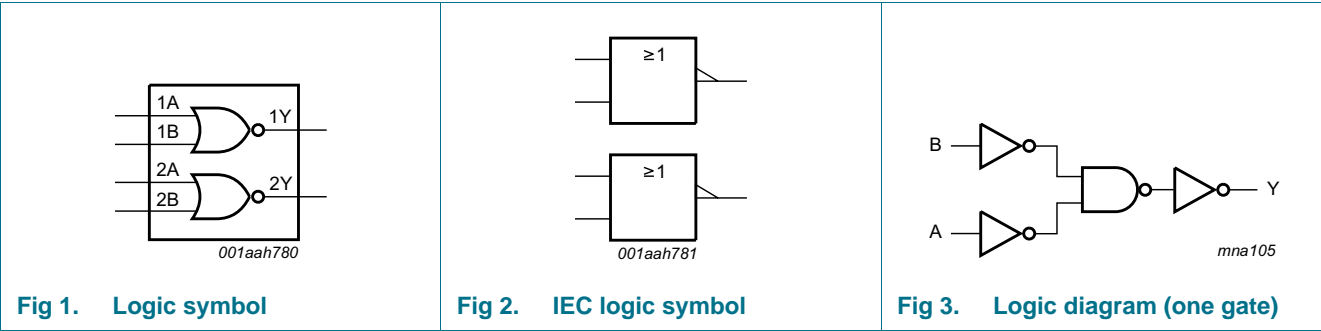 1A
1Y
1B
2A
2Y
2B
001aah780
Fig 1. Logic symbol
≥1
≥1
001aah781
Fig 2. IEC logic symbol
B
Y
A
mna105
Fig 3. Logic diagram (one gate)